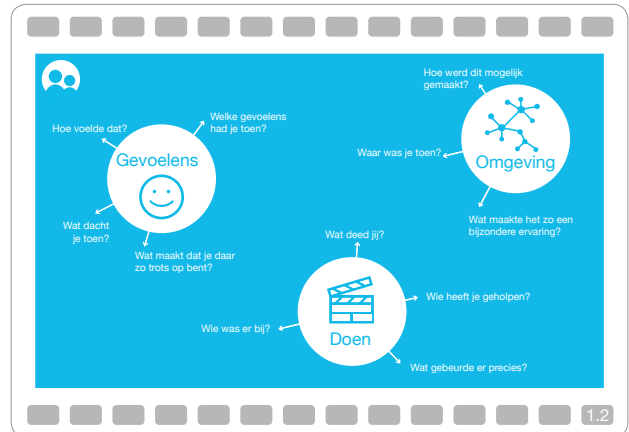 Hoe voelde dat?
Welke gevoelens
had je toen?
Gevoelens
Wat dacht
je toen?
Wat maakt dat je daar
zo trots op bent?
Hoe werd dit mogelijk
gemaakt?
Waar was je toen?
Omgeving
Wat maakte het zo een
bijzondere ervaring?
Wat deed jij?
Wie heeft je geholpen?
Wie was er bij?
Doen
Wat gebeurde er precies?
1.2